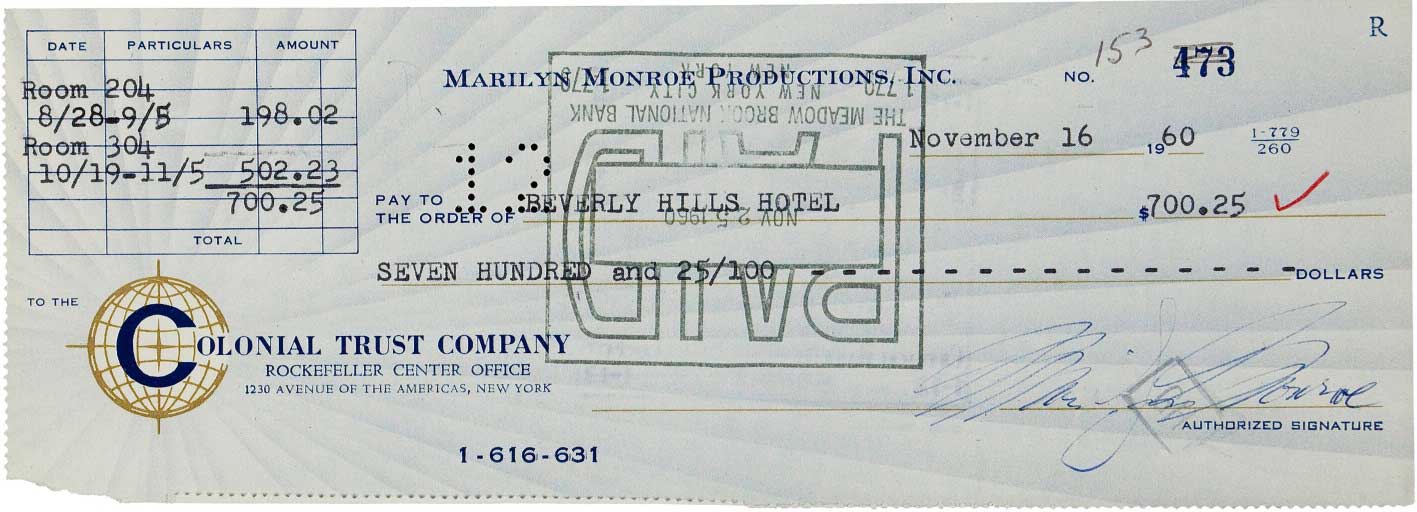 DATE PARTICULARS AMOUNT
Room 204
8/28-9/5 198.02
Room 304
10/19-11/5 502.23
700.25
TOTAL
R
MARILYN MONROE PRODUCTIONS, INC.
NO. 153 473
November 16 1960
1-779
260
PAY TO
THE ORDER OF BEVERLY HILLS HOTEL $700.25
SEVEN HUNDRED and 25/100 - - - - - - - - - - - - - - - - - DOLLARS
TO THE
COLONIAL TRUST COMPANY
ROCKEFELLER CENTER OFFICE
1230 AVENUE OF THE AMERICAS, NEW YORK
Marilyn Monroe
AUTHORIZED SIGNATURE
1-616-631
PAID
NOV 25 1960
THE MEADOW BROOK NATIONAL BANK
NEW YORK CITY
NEW YORK